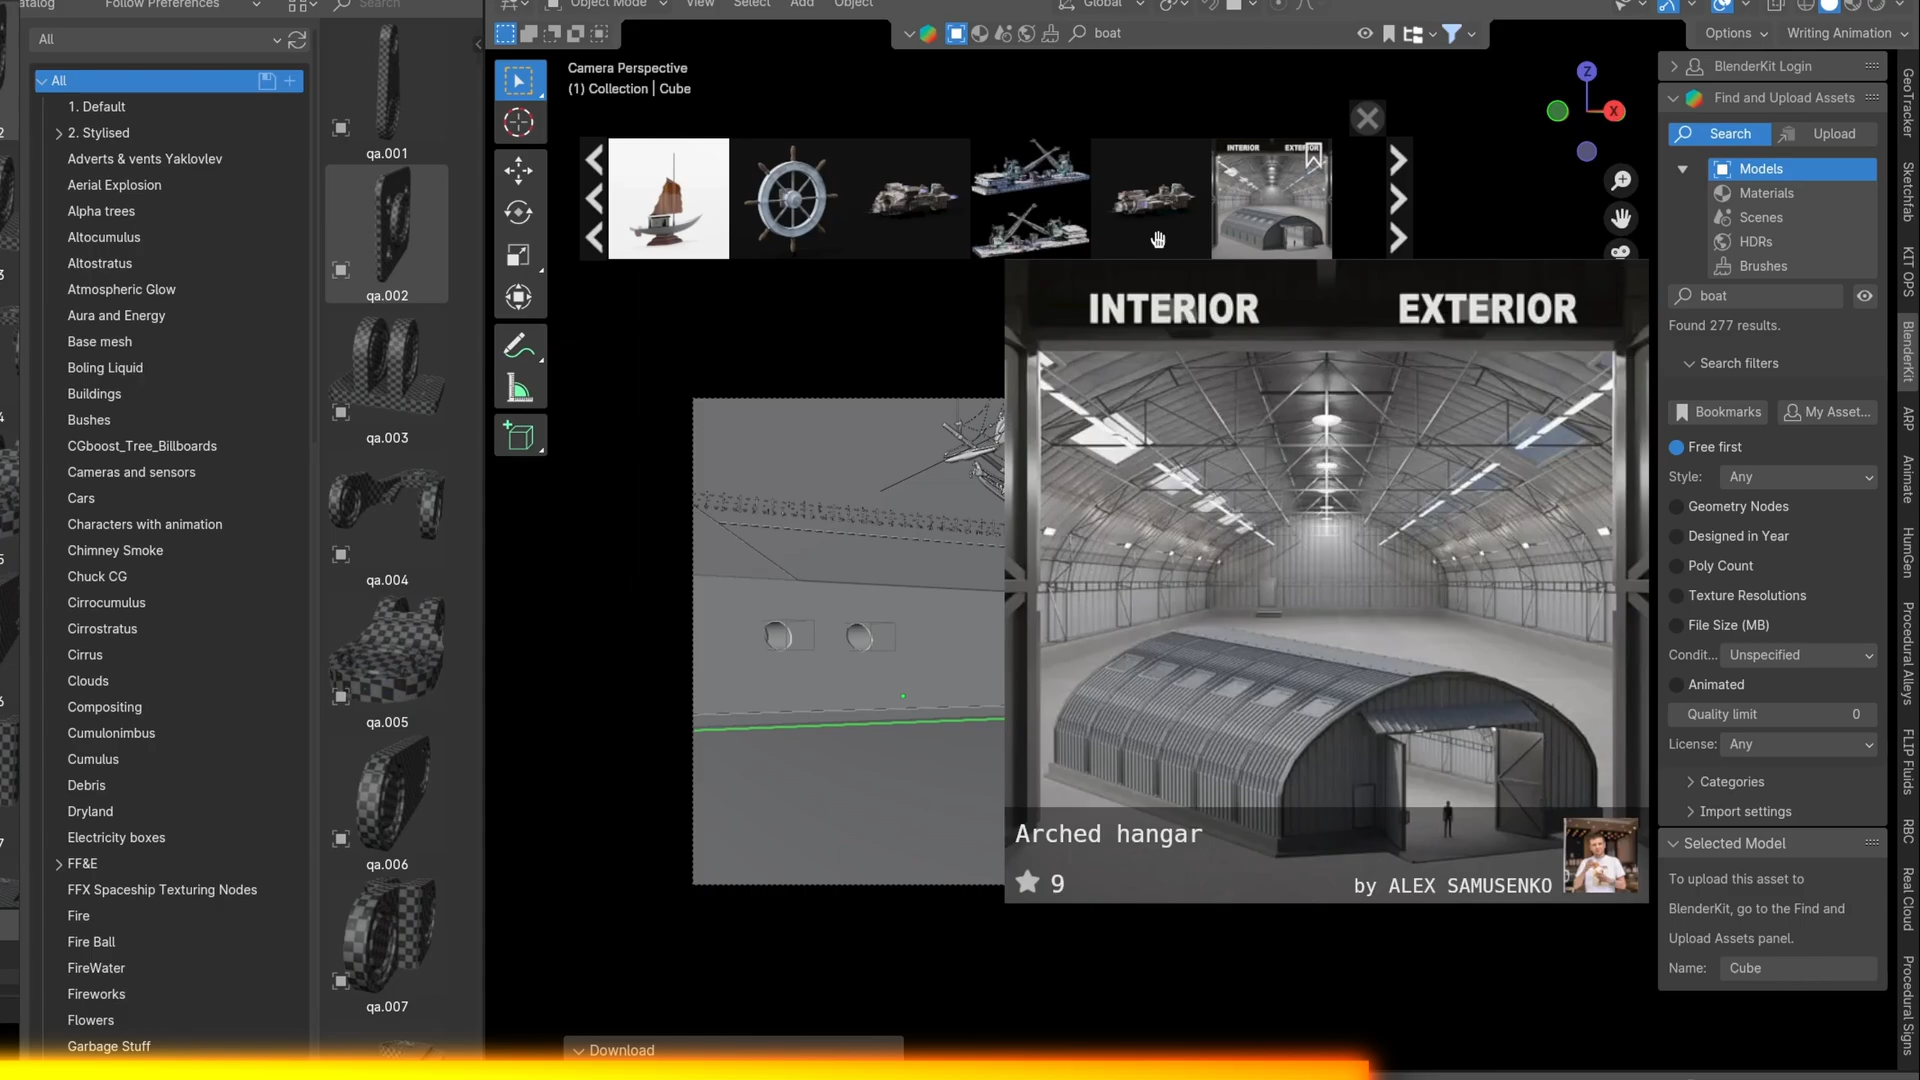 atalog
Follow Preferences
Search
All
All
1. Default
2. Stylised
Adverts & vents Yaklovlev
Aerial Explosion
Alpha trees
Altocumulus
Altostratus
Atmospheric Glow
Aura and Energy
Base mesh
Boling Liquid
Buildings
Bushes
CGboost_Tree_Billboards
Cameras and sensors
Cars
Characters with animation
Chimney Smoke
Chuck CG
Cirrocumulus
Cirrostratus
Cirrus
Clouds
Compositing
Cumulonimbus
Cumulus
Debris
Dryland
Electricity boxes
FF&E
FFX Spaceship Texturing Nodes
Fire
Fire Ball
FireWater
Fireworks
Flowers
Garbage Stuff
2
3
4
5
6
7
qa.001
qa.002
qa.003
qa.004
qa.005
qa.006
qa.007
Object Mode
View
Select
Add
Object
Global
boat
Options
Writing Animation
Camera Perspective
(1) Collection | Cube
Z
X
INTERIOR EXTERIOR
INTERIOR EXTERIOR
Arched hangar
9
by ALEX SAMUSENKO
Download
BlenderKit Login
Find and Upload Assets
Search
Upload
Models
Materials
Scenes
HDRs
Brushes
boat
Found 277 results.
Search filters
Bookmarks
My Asset...
Free first
Style:
Any
Geometry Nodes
Designed in Year
Poly Count
Texture Resolutions
File Size (MB)
Condit...
Unspecified
Animated
Quality limit
0
License:
Any
Categories
Import settings
Selected Model
To upload this asset to
BlenderKit, go to the Find and
Upload Assets panel.
Name:
Cube
GeoTracker
Sketchfab
KIT OPS
BlenderKit
ARP
Animate
HumGen
Procedural Alleys
FLIP Fluids
RBC
Real Cloud
Procedural Signs